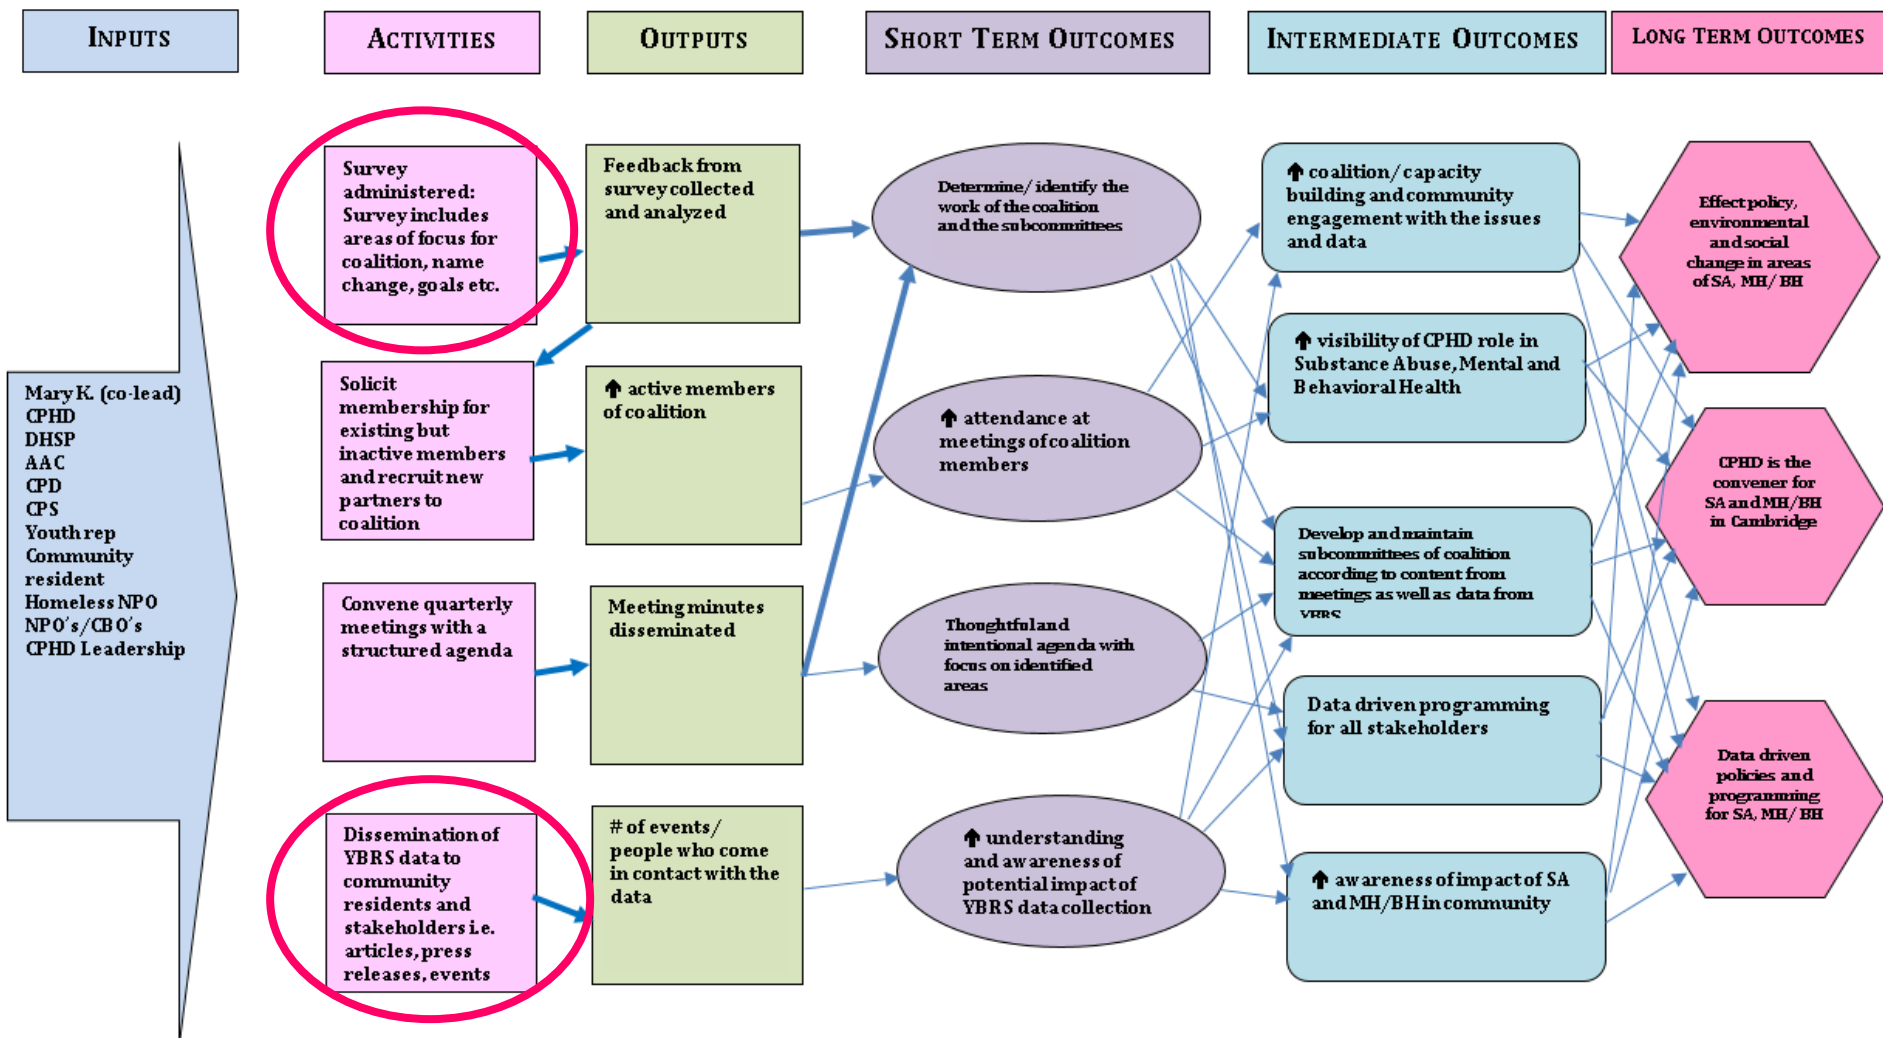 INPUTS
ACTIVITIES
OUTPUTS
SHORT TERM OUTCOMES
INTERMEDIATE OUTCOMES
LONG TERM OUTCOMES
Mary K. (co-lead)
CPHD
DHSP
AAC
CPD
CPS
Youth rep
Community
resident
Homeless NPO
NPO's/CBO's
CPHD Leadership
Survey
administered:
Survey includes
areas of focus for
coalition, name
change, goals etc.
Solicit
membership for
existing but
inactive members
and recruit new
partners to
coalition
Convene quarterly
meetings with a
structured agenda
Dissemination of
YBRS data to
community
residents and
stakeholders i.e.
articles, press
releases, events
Feedback from
survey collected
and analyzed
↑ active members
of coalition
Meeting minutes
disseminated
# of events/
people who come
in contact with the
data
Determine/ identify the
work of the coalition
and the subcommittees
↑ attendance at
meetings of coalition
members
Thoughtful and
intentional agenda with
focus on identified
areas
↑ understanding
and awareness of
potential impact of
YBRS data collection
↑ coalition/ capacity
building and community
engagement with the issues
and data
↑ visibility of CPHD role in
Substance Abuse, Mental and
Behavioral Health
Develop and maintain
subcommittees of coalition
according to content from
meetings as well as data from
YBRS
Data driven programming
for all stakeholders
↑ awareness of impact of SA
and MH/BH in community
Effect policy,
environmental
and social
change in areas
of SA, MH/ BH
CPHD is the
convener for
SA and MH/BH
in Cambridge
Data driven
policies and
programming
for SA, MH/ BH